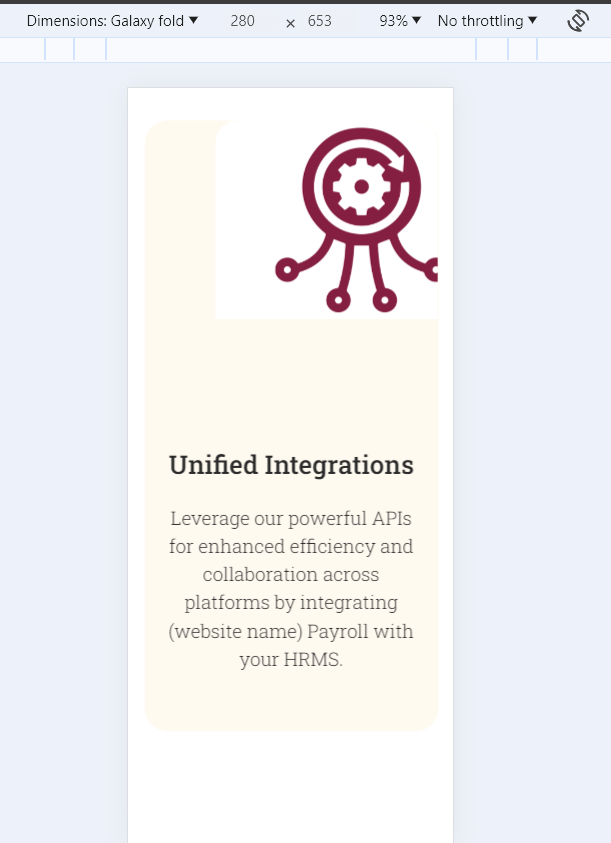 Dimensions: Galaxy fold ▼ 280 × 653 93% ▼ No throttling ▼
Unified Integrations
Leverage our powerful APIs
for enhanced efficiency and
collaboration across
platforms by integrating
(website name) Payroll with
your HRMS.